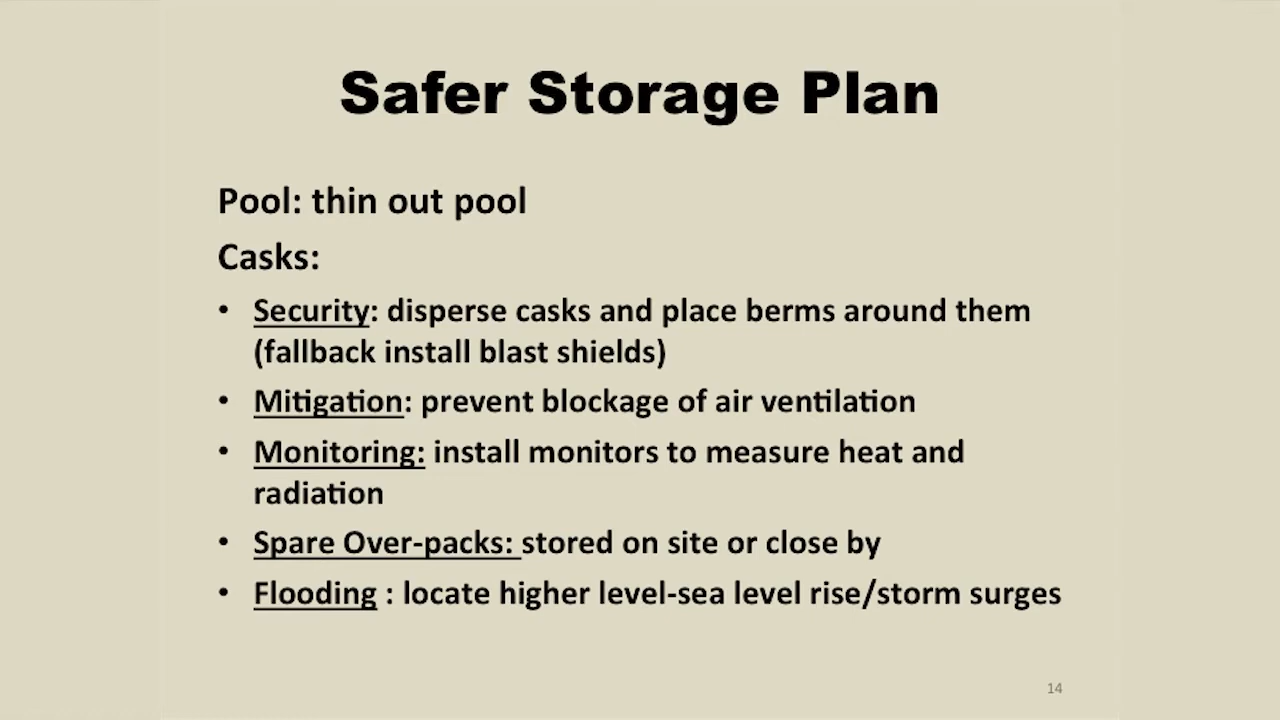 Safer Storage Plan
Pool: thin out pool
Casks:
• Security: disperse casks and place berms around them
(fallback install blast shields)
• Mitigation: prevent blockage of air ventilation
• Monitoring: install monitors to measure heat and
radiation
• Spare Over-packs: stored on site or close by
• Flooding : locate higher level-sea level rise/storm surges
14